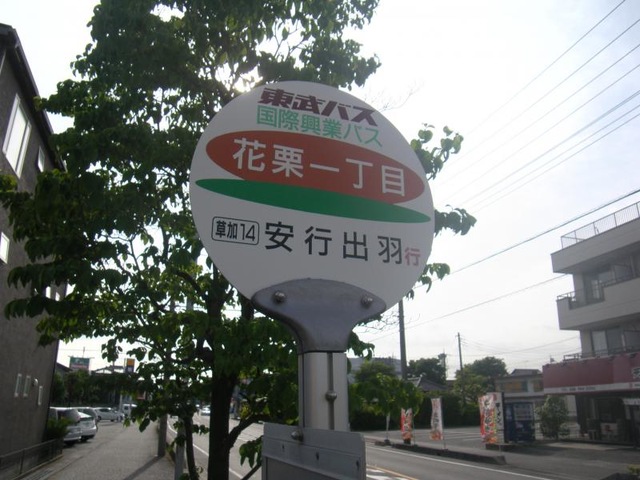 東武バス
国際興業バス
花栗一丁目
草加14 安行出羽行